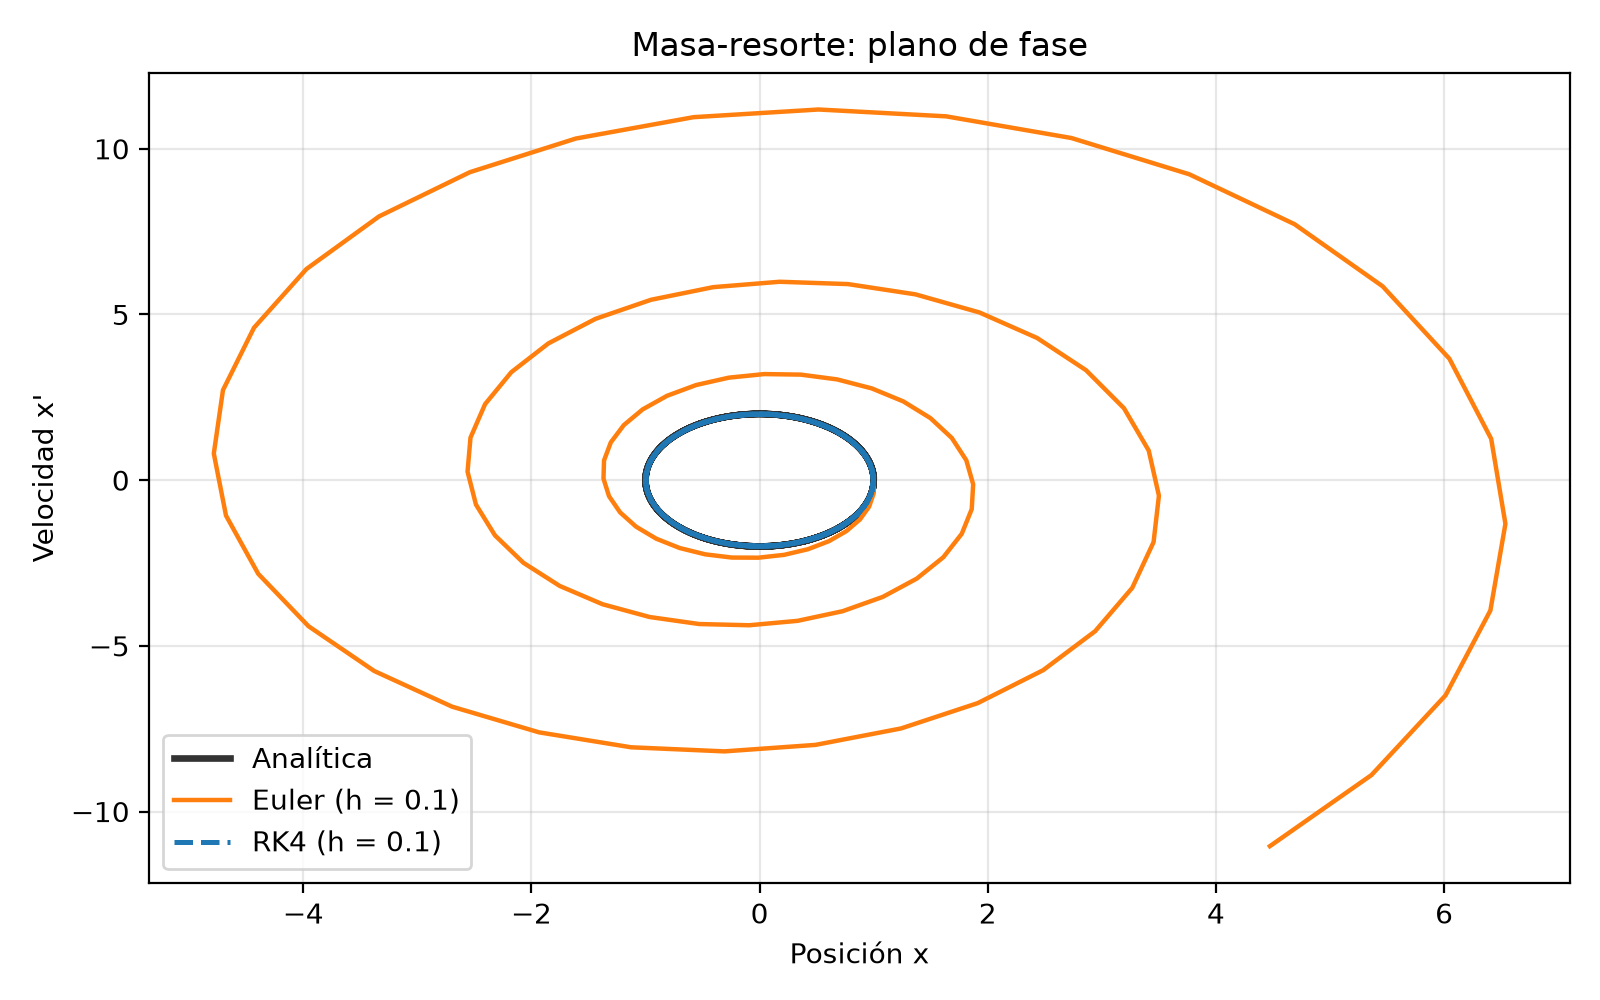 Masa-resorte: plano de fase
10
5
0
−5
−10
Velocidad x'
Analítica
Euler (h = 0.1)
RK4 (h = 0.1)
−4
−2
0
2
4
6
Posición x